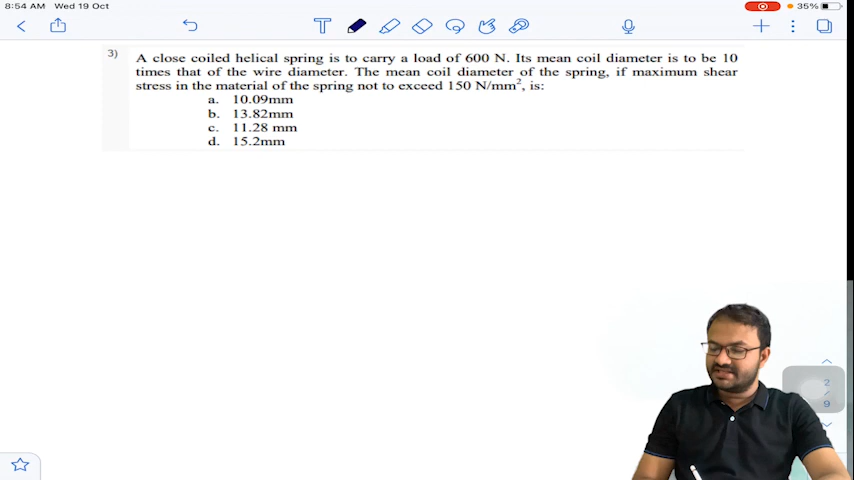 8:54 AM Wed 19 Oct
35%
T
3)
A close coiled helical spring is to carry a load of 600 N. Its mean coil diameter is to be 10
times that of the wire diameter. The mean coil diameter of the spring, if maximum shear
stress in the material of the spring not to exceed 150 N/mm², is:
a. 10.09mm
b. 13.82mm
c. 11.28 mm
d. 15.2mm
2
9